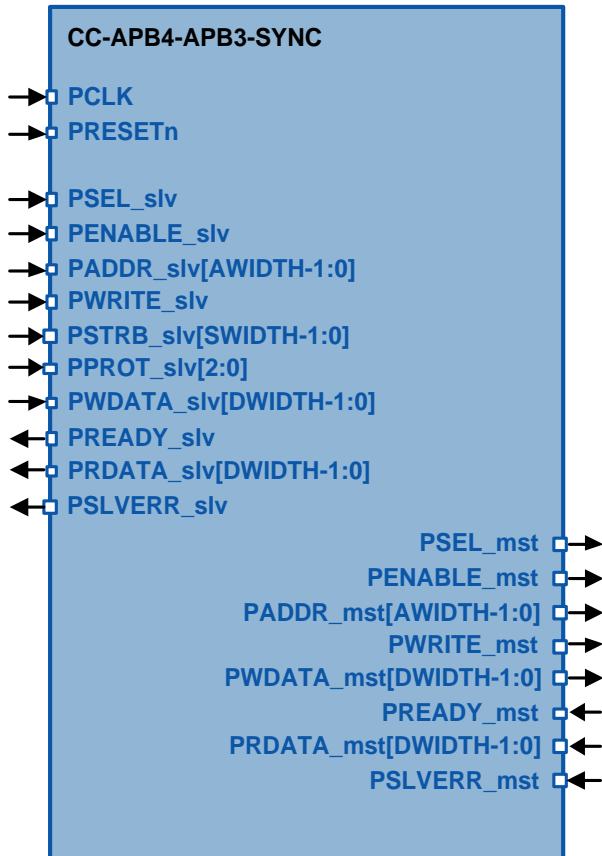 CC-APB4-APB3-SYNC
PCLK
PRESETn
PSEL_slv
PENABLE_slv
PADDR_slv[AWIDTH-1:0]
PWRITE_slv
PSTRB_slv[SWIDTH-1:0]
PPROT_slv[2:0]
PWDATA_slv[DWIDTH-1:0]
PREADY_slv
PRDATA_slv[DWIDTH-1:0]
PSLVERR_slv
PSEL_mst
PENABLE_mst
PADDR_mst[AWIDTH-1:0]
PWRITE_mst
PWDATA_mst[DWIDTH-1:0]
PREADY_mst
PRDATA_mst[DWIDTH-1:0]
PSLVERR_mst